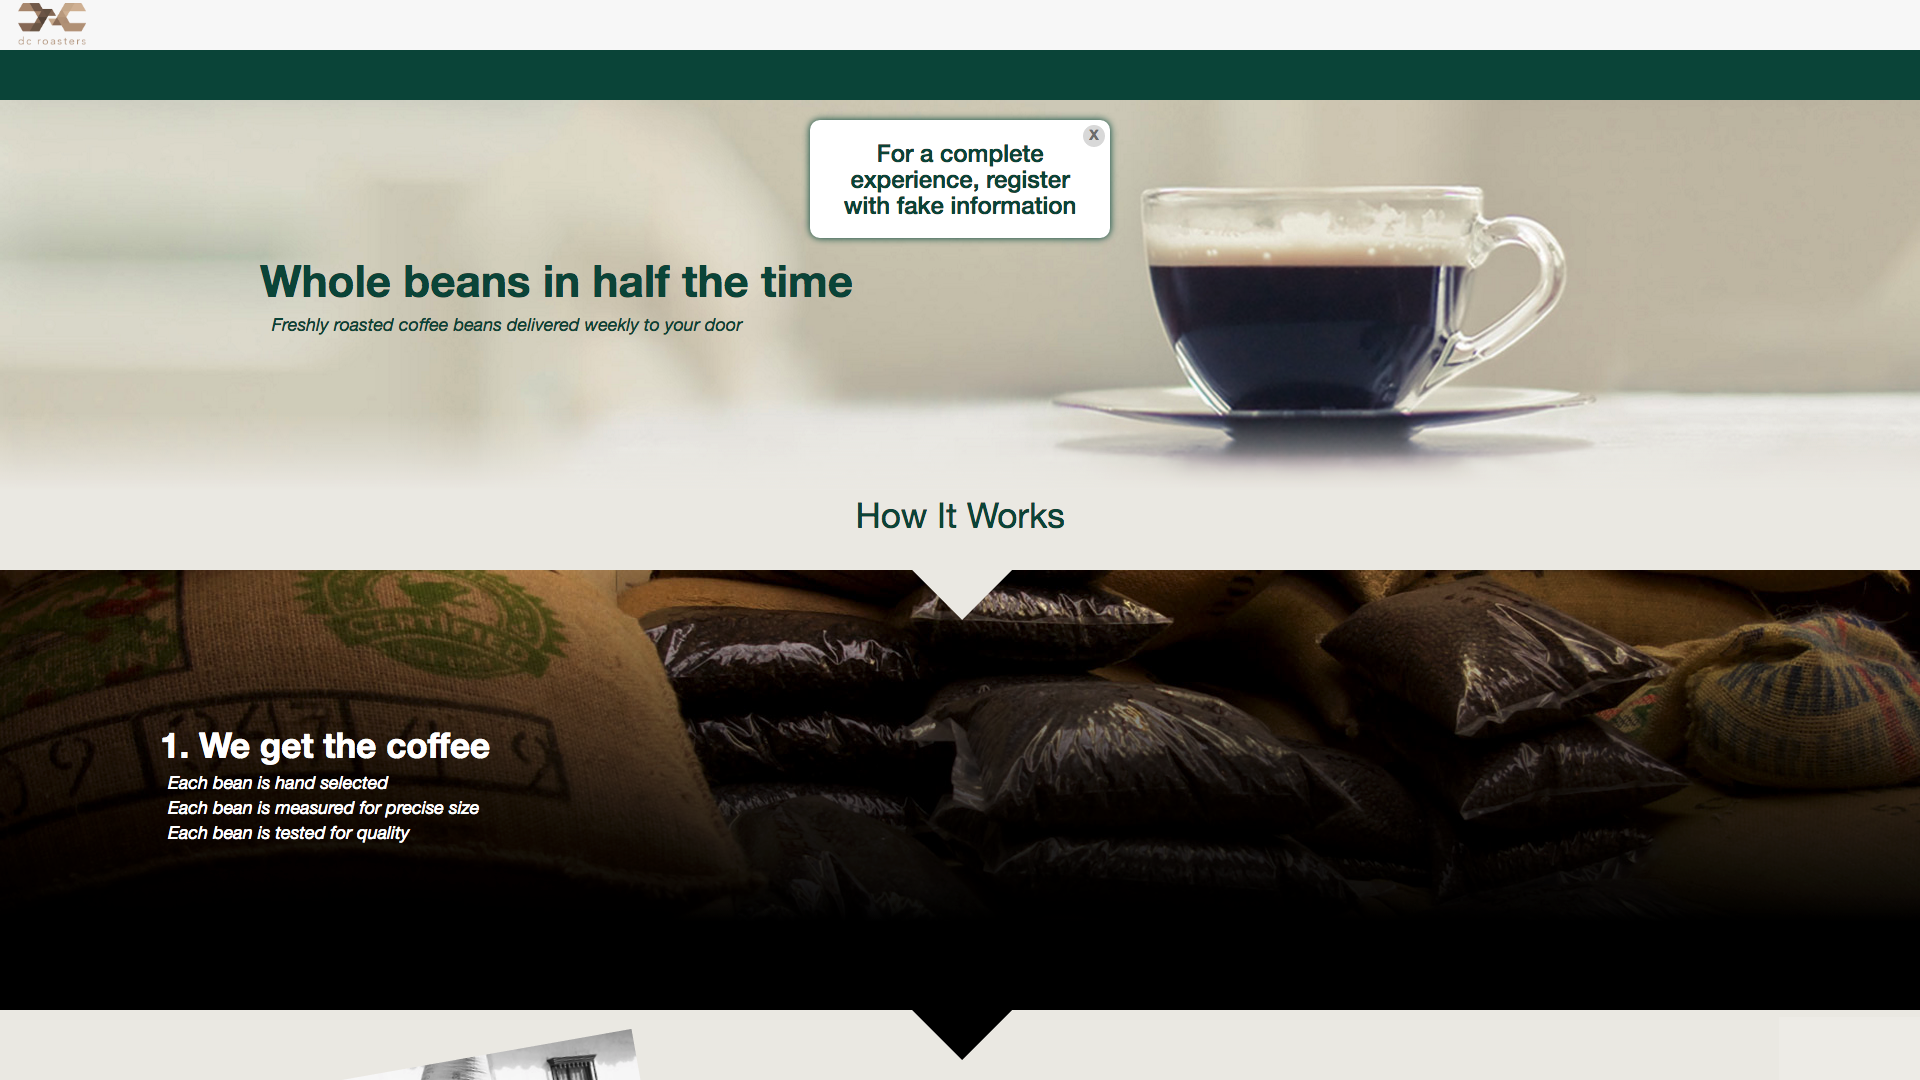 dc roasters
X
For a complete
experience, register
with fake information
Whole beans in half the time
Freshly roasted coffee beans delivered weekly to your door
How It Works
CERTIFIED
1. We get the coffee
Each bean is hand selected
Each bean is measured for precise size
Each bean is tested for quality